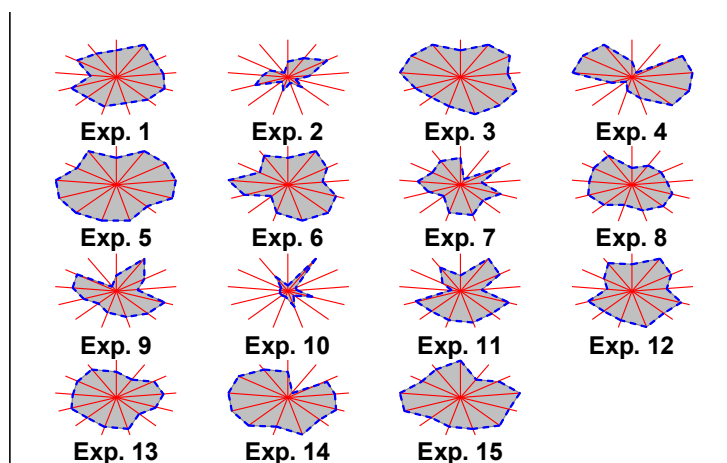 Exp. 1 Exp. 2 Exp. 3 Exp. 4
Exp. 5 Exp. 6 Exp. 7 Exp. 8
Exp. 9 Exp. 10 Exp. 11 Exp. 12
Exp. 13 Exp. 14 Exp. 15